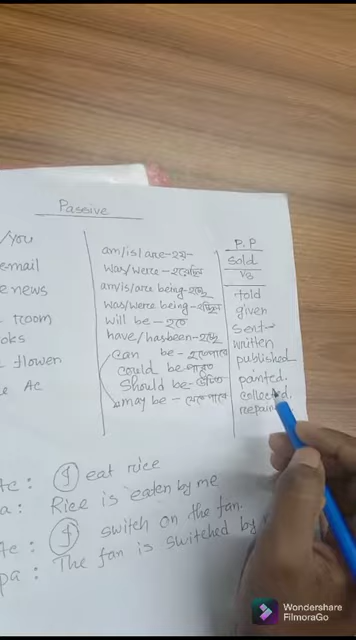 Passive
/you
email
e news
room
oks
flower
e AC
am/is/are-হয়
was/were-হয়েছিল
am/is/are being-হচ্ছে
was/were being-হচ্ছিল
will be-হবে
have/has been-হয়েছে
can be-হতে পারে
could be-
should be-উচিত
may be-যেতে পারে
P.P
sold
V3
told
given
sent
written
published
painted.
collected,
repain
te: I eat rice
a: Rice is eaden by me
te: I switch on the fan.
pa: The fan is switched by
Wondershare
FilmoraGo